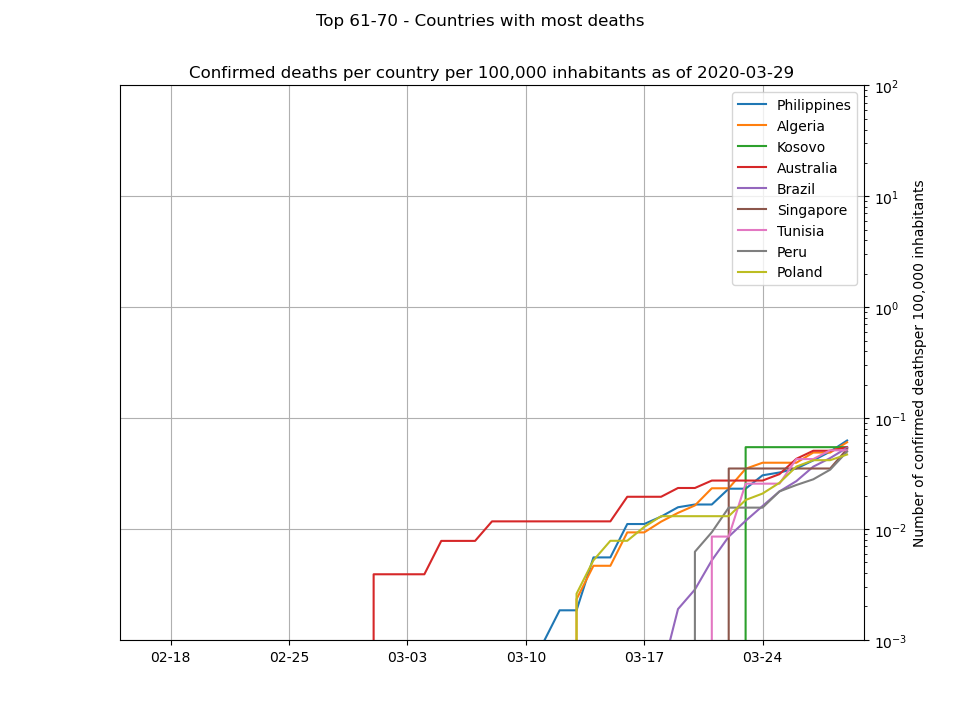 Top 61-70 - Countries with most deaths
Confirmed deaths per country per 100,000 inhabitants as of 2020-03-29
Philippines
Algeria
Kosovo
Australia
Brazil
Singapore
Tunisia
Peru
Poland
10²
10¹
10⁰
10⁻¹
10⁻²
10⁻³
Number of confirmed deathsper 100,000 inhabitants
02-18
02-25
03-03
03-10
03-17
03-24